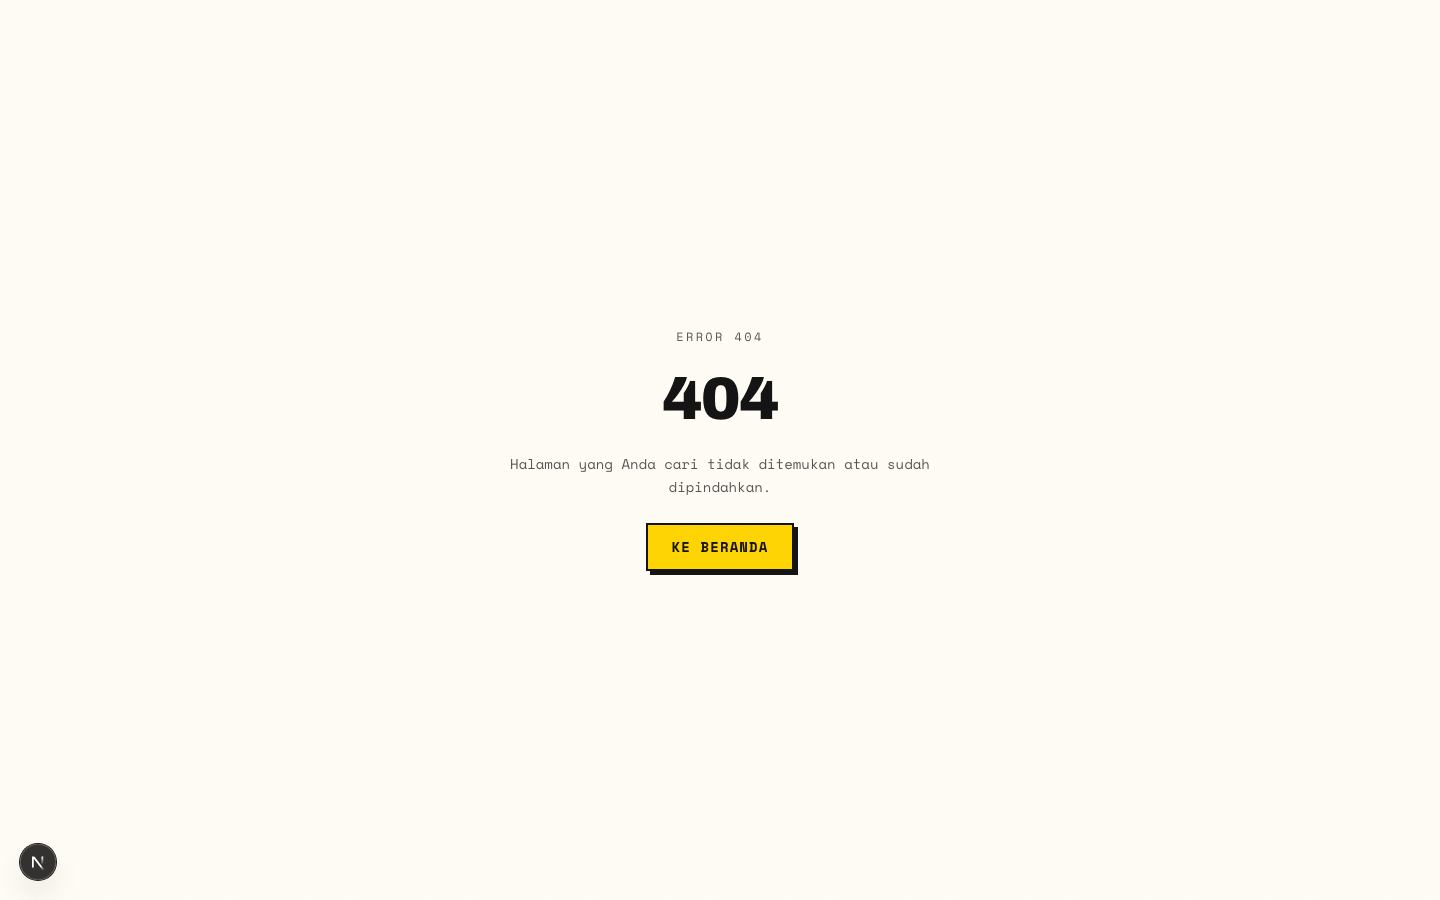 ERROR 404
404
Halaman yang Anda cari tidak ditemukan atau sudah
dipindahkan.
KE BERANDA
N